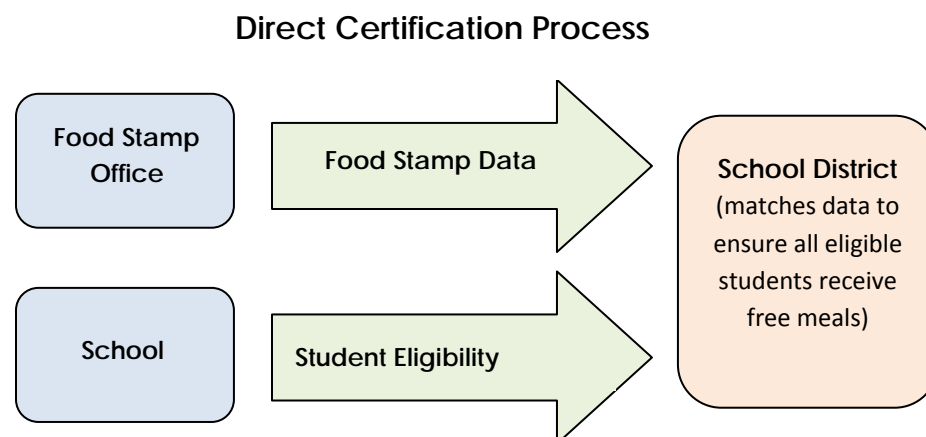 Direct Certification Process
Food Stamp
Office
Food Stamp Data
School District
(matches data to
ensure all eligible
students receive
free meals)
School
Student Eligibility